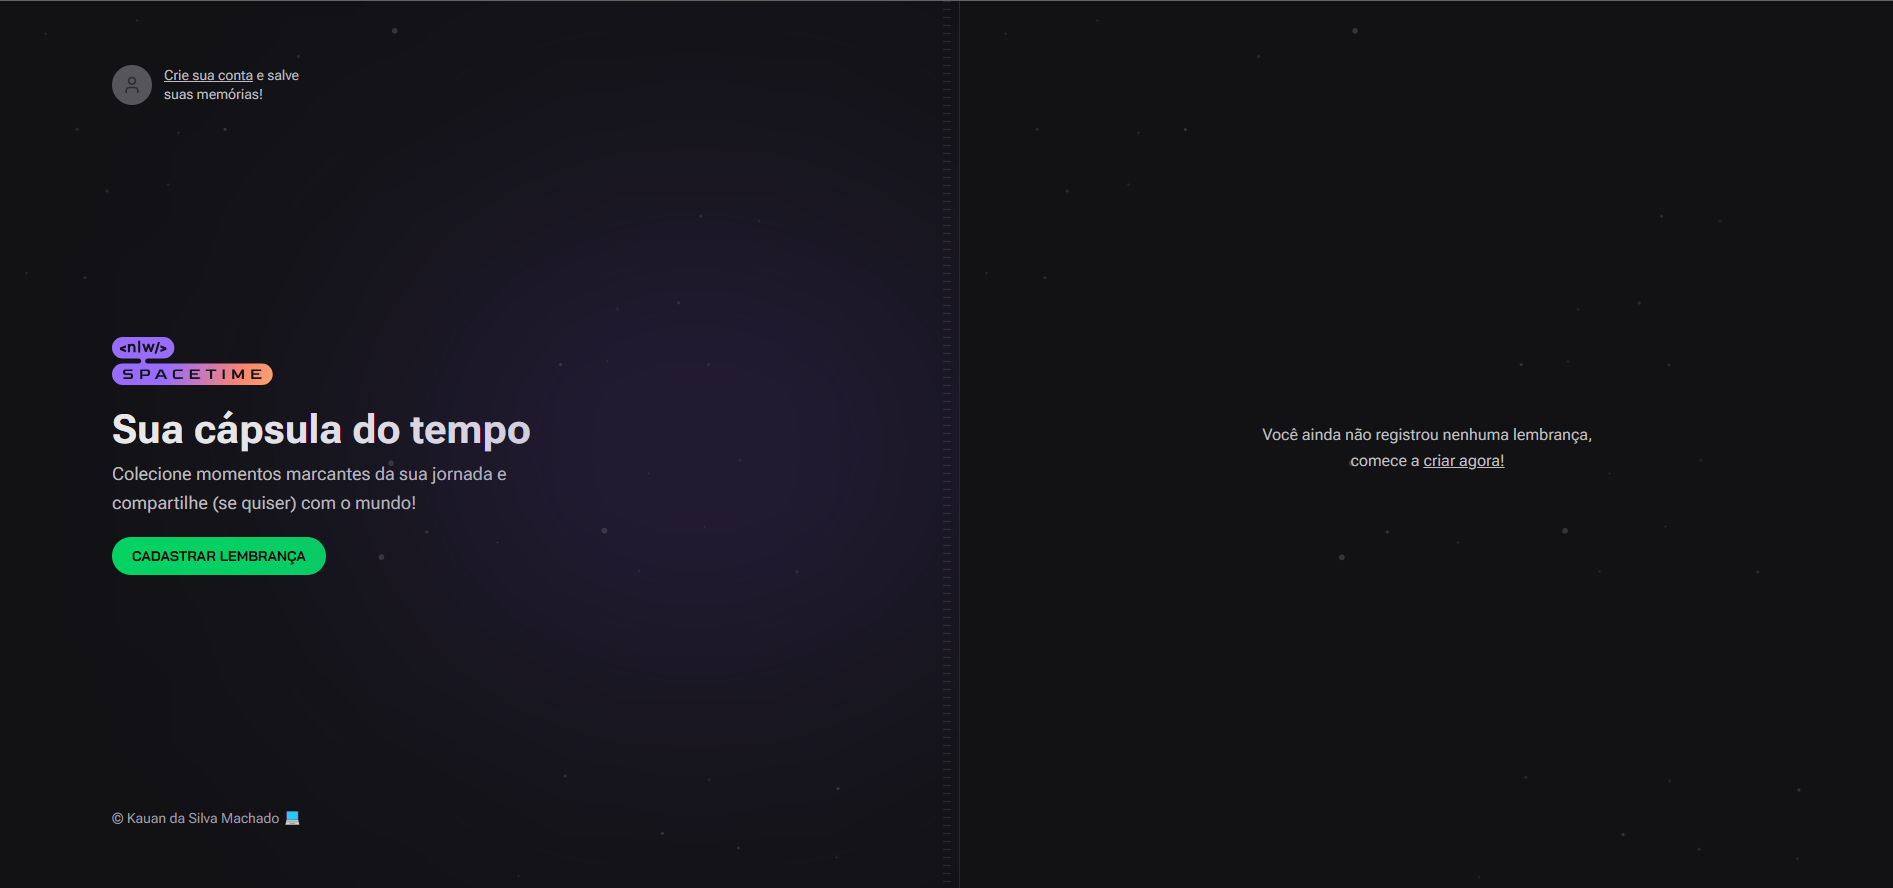 Crie sua conta e salve
suas memórias!
<nlw/>
SPACETIME
Sua cápsula do tempo
Colecione momentos marcantes da sua jornada e
compartilhe (se quiser) com o mundo!
CADASTRAR LEMBRANÇA
© Kauan da Silva Machado 💻
Você ainda não registrou nenhuma lembrança,
comece a criar agora!